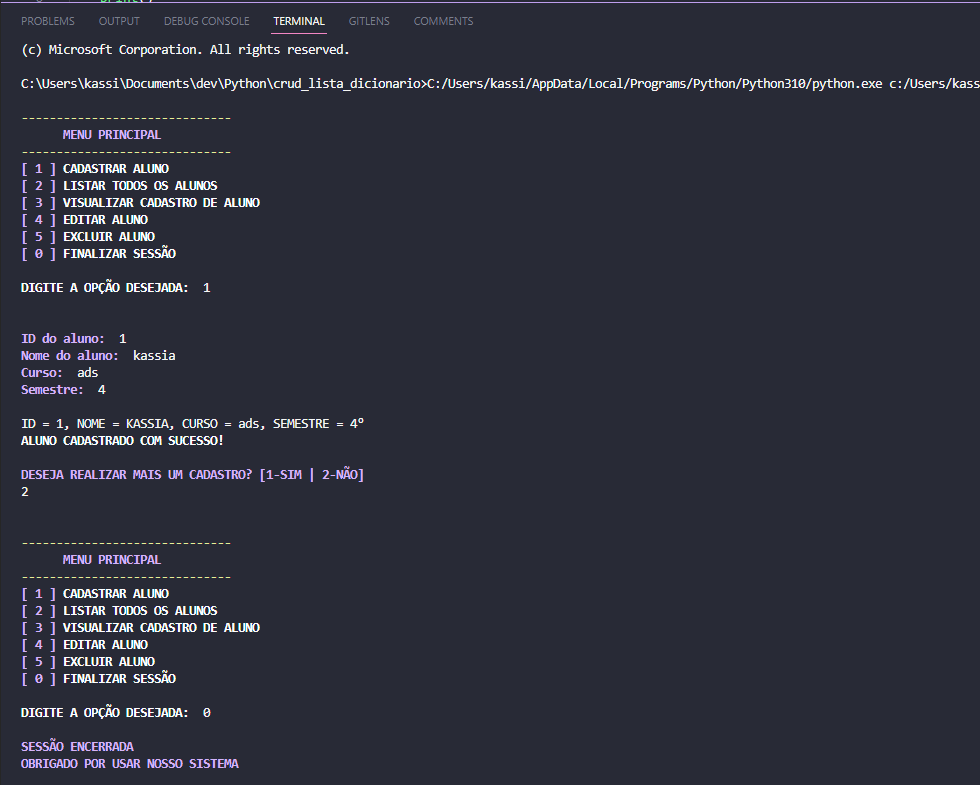 print()
PROBLEMS OUTPUT DEBUG CONSOLE TERMINAL GITLENS COMMENTS
(c) Microsoft Corporation. All rights reserved.
C:\Users\kassi\Documents\dev\Python\crud_lista_dicionario>C:/Users/kassi/AppData/Local/Programs/Python/Python310/python.exe c:/Users/kass
------------------------------
MENU PRINCIPAL
------------------------------
[ 1 ] CADASTRAR ALUNO
[ 2 ] LISTAR TODOS OS ALUNOS
[ 3 ] VISUALIZAR CADASTRO DE ALUNO
[ 4 ] EDITAR ALUNO
[ 5 ] EXCLUIR ALUNO
[ 0 ] FINALIZAR SESSÃO
DIGITE A OPÇÃO DESEJADA: 1
ID do aluno: 1
Nome do aluno: kassia
Curso: ads
Semestre: 4
ID = 1, NOME = KASSIA, CURSO = ads, SEMESTRE = 4º
ALUNO CADASTRADO COM SUCESSO!
DESEJA REALIZAR MAIS UM CADASTRO? [1-SIM | 2-NÃO]
2
------------------------------
MENU PRINCIPAL
------------------------------
[ 1 ] CADASTRAR ALUNO
[ 2 ] LISTAR TODOS OS ALUNOS
[ 3 ] VISUALIZAR CADASTRO DE ALUNO
[ 4 ] EDITAR ALUNO
[ 5 ] EXCLUIR ALUNO
[ 0 ] FINALIZAR SESSÃO
DIGITE A OPÇÃO DESEJADA: 0
SESSÃO ENCERRADA
OBRIGADO POR USAR NOSSO SISTEMA